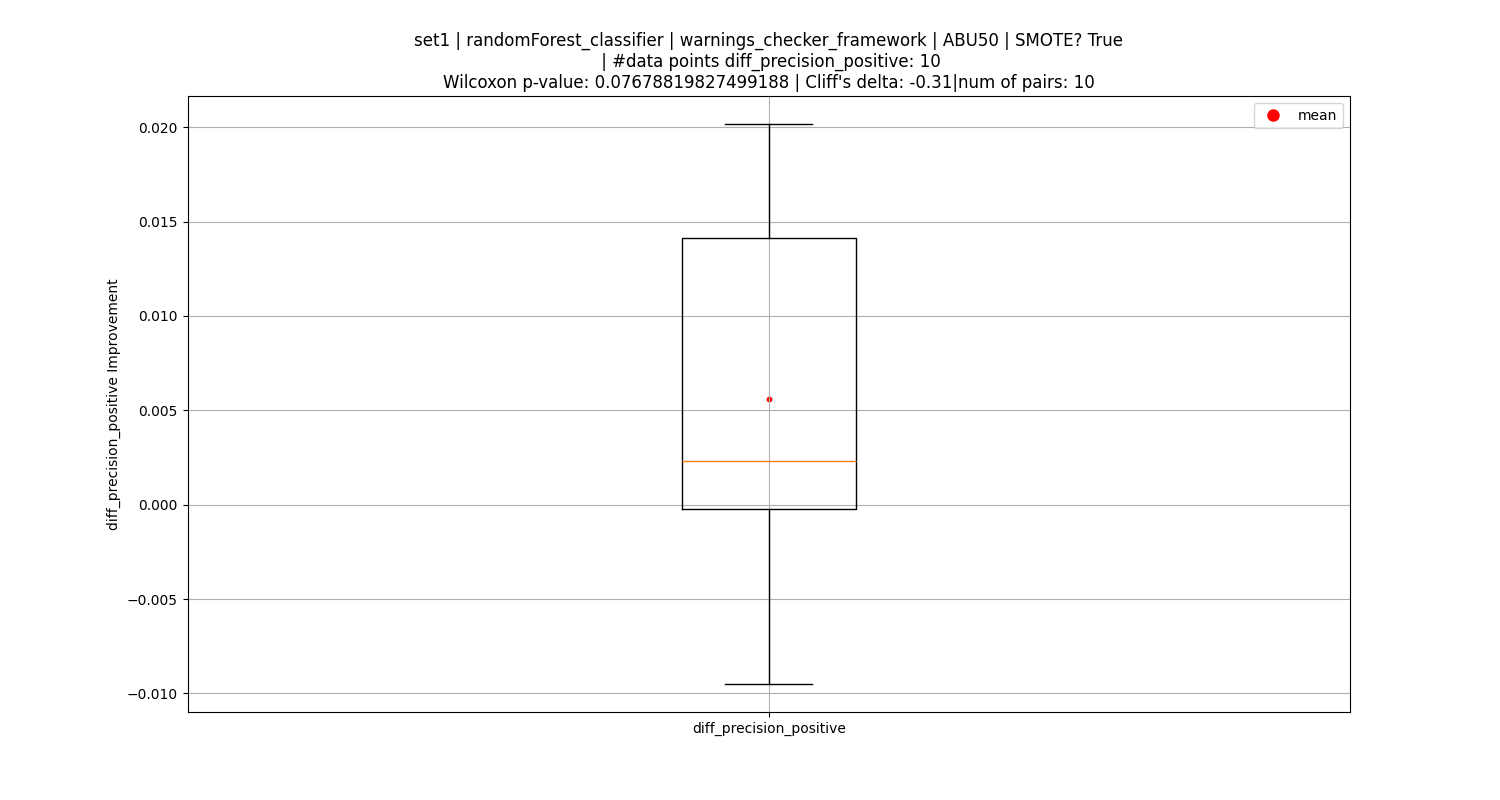 set1 | randomForest_classifier | warnings_checker_framework | ABU50 | SMOTE? True
| #data points diff_precision_positive: 10
Wilcoxon p-value: 0.07678819827499188 | Cliff's delta: -0.31|num of pairs: 10
mean
0.020
0.015
0.010
0.005
0.000
−0.005
−0.010
diff_precision_positive Improvement
diff_precision_positive